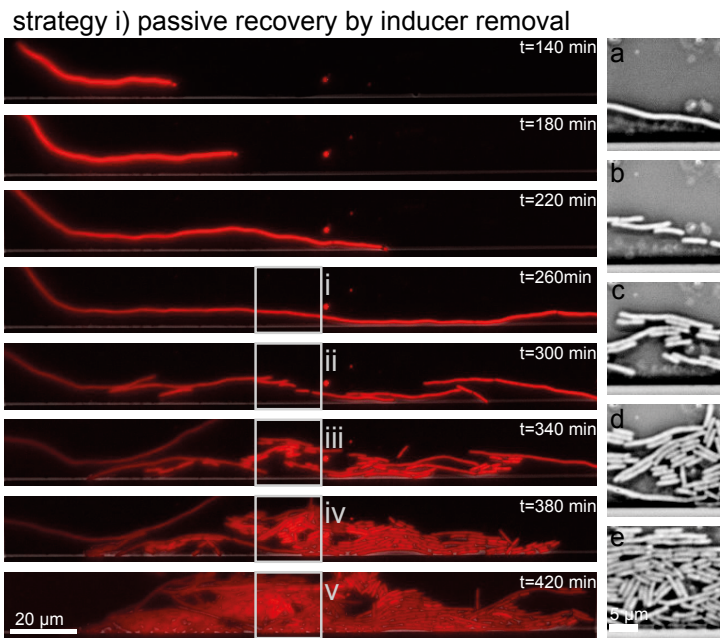 strategy i) passive recovery by inducer removal
t=140 min
t=180 min
t=220 min
t=260min
i
t=300 min
ii
t=340 min
iii
t=380 min
iv
t=420 min
v
20 µm
a
b
c
d
e
5 µm